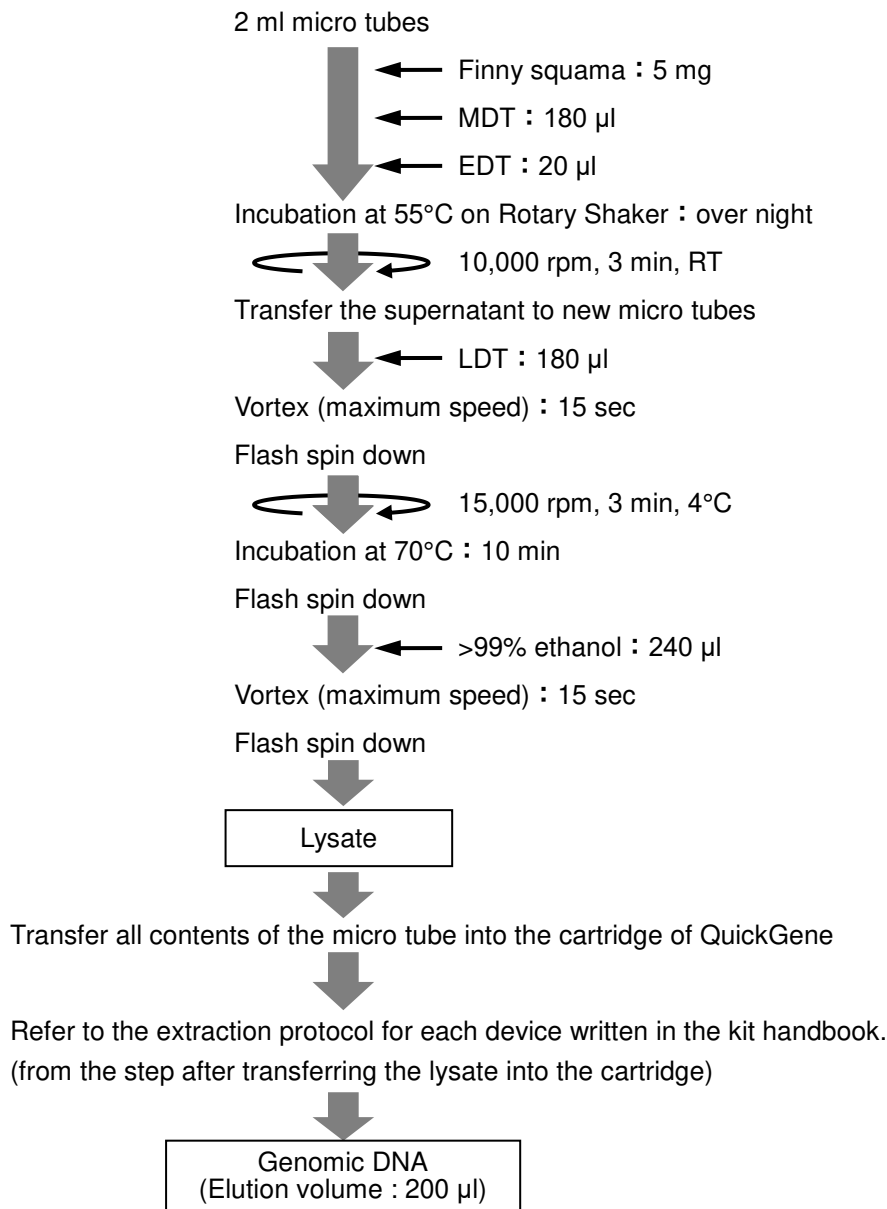 2 ml micro tubes
Finny squama：5 mg
MDT：180 µl
EDT：20 µl
Incubation at 55°C on Rotary Shaker：over night
10,000 rpm, 3 min, RT
Transfer the supernatant to new micro tubes
LDT：180 µl
Vortex (maximum speed)：15 sec
Flash spin down
15,000 rpm, 3 min, 4°C
Incubation at 70°C：10 min
Flash spin down
>99% ethanol：240 µl
Vortex (maximum speed)：15 sec
Flash spin down
Lysate
Transfer all contents of the micro tube into the cartridge of QuickGene
Refer to the extraction protocol for each device written in the kit handbook.
(from the step after transferring the lysate into the cartridge)
Genomic DNA
(Elution volume : 200 µl)